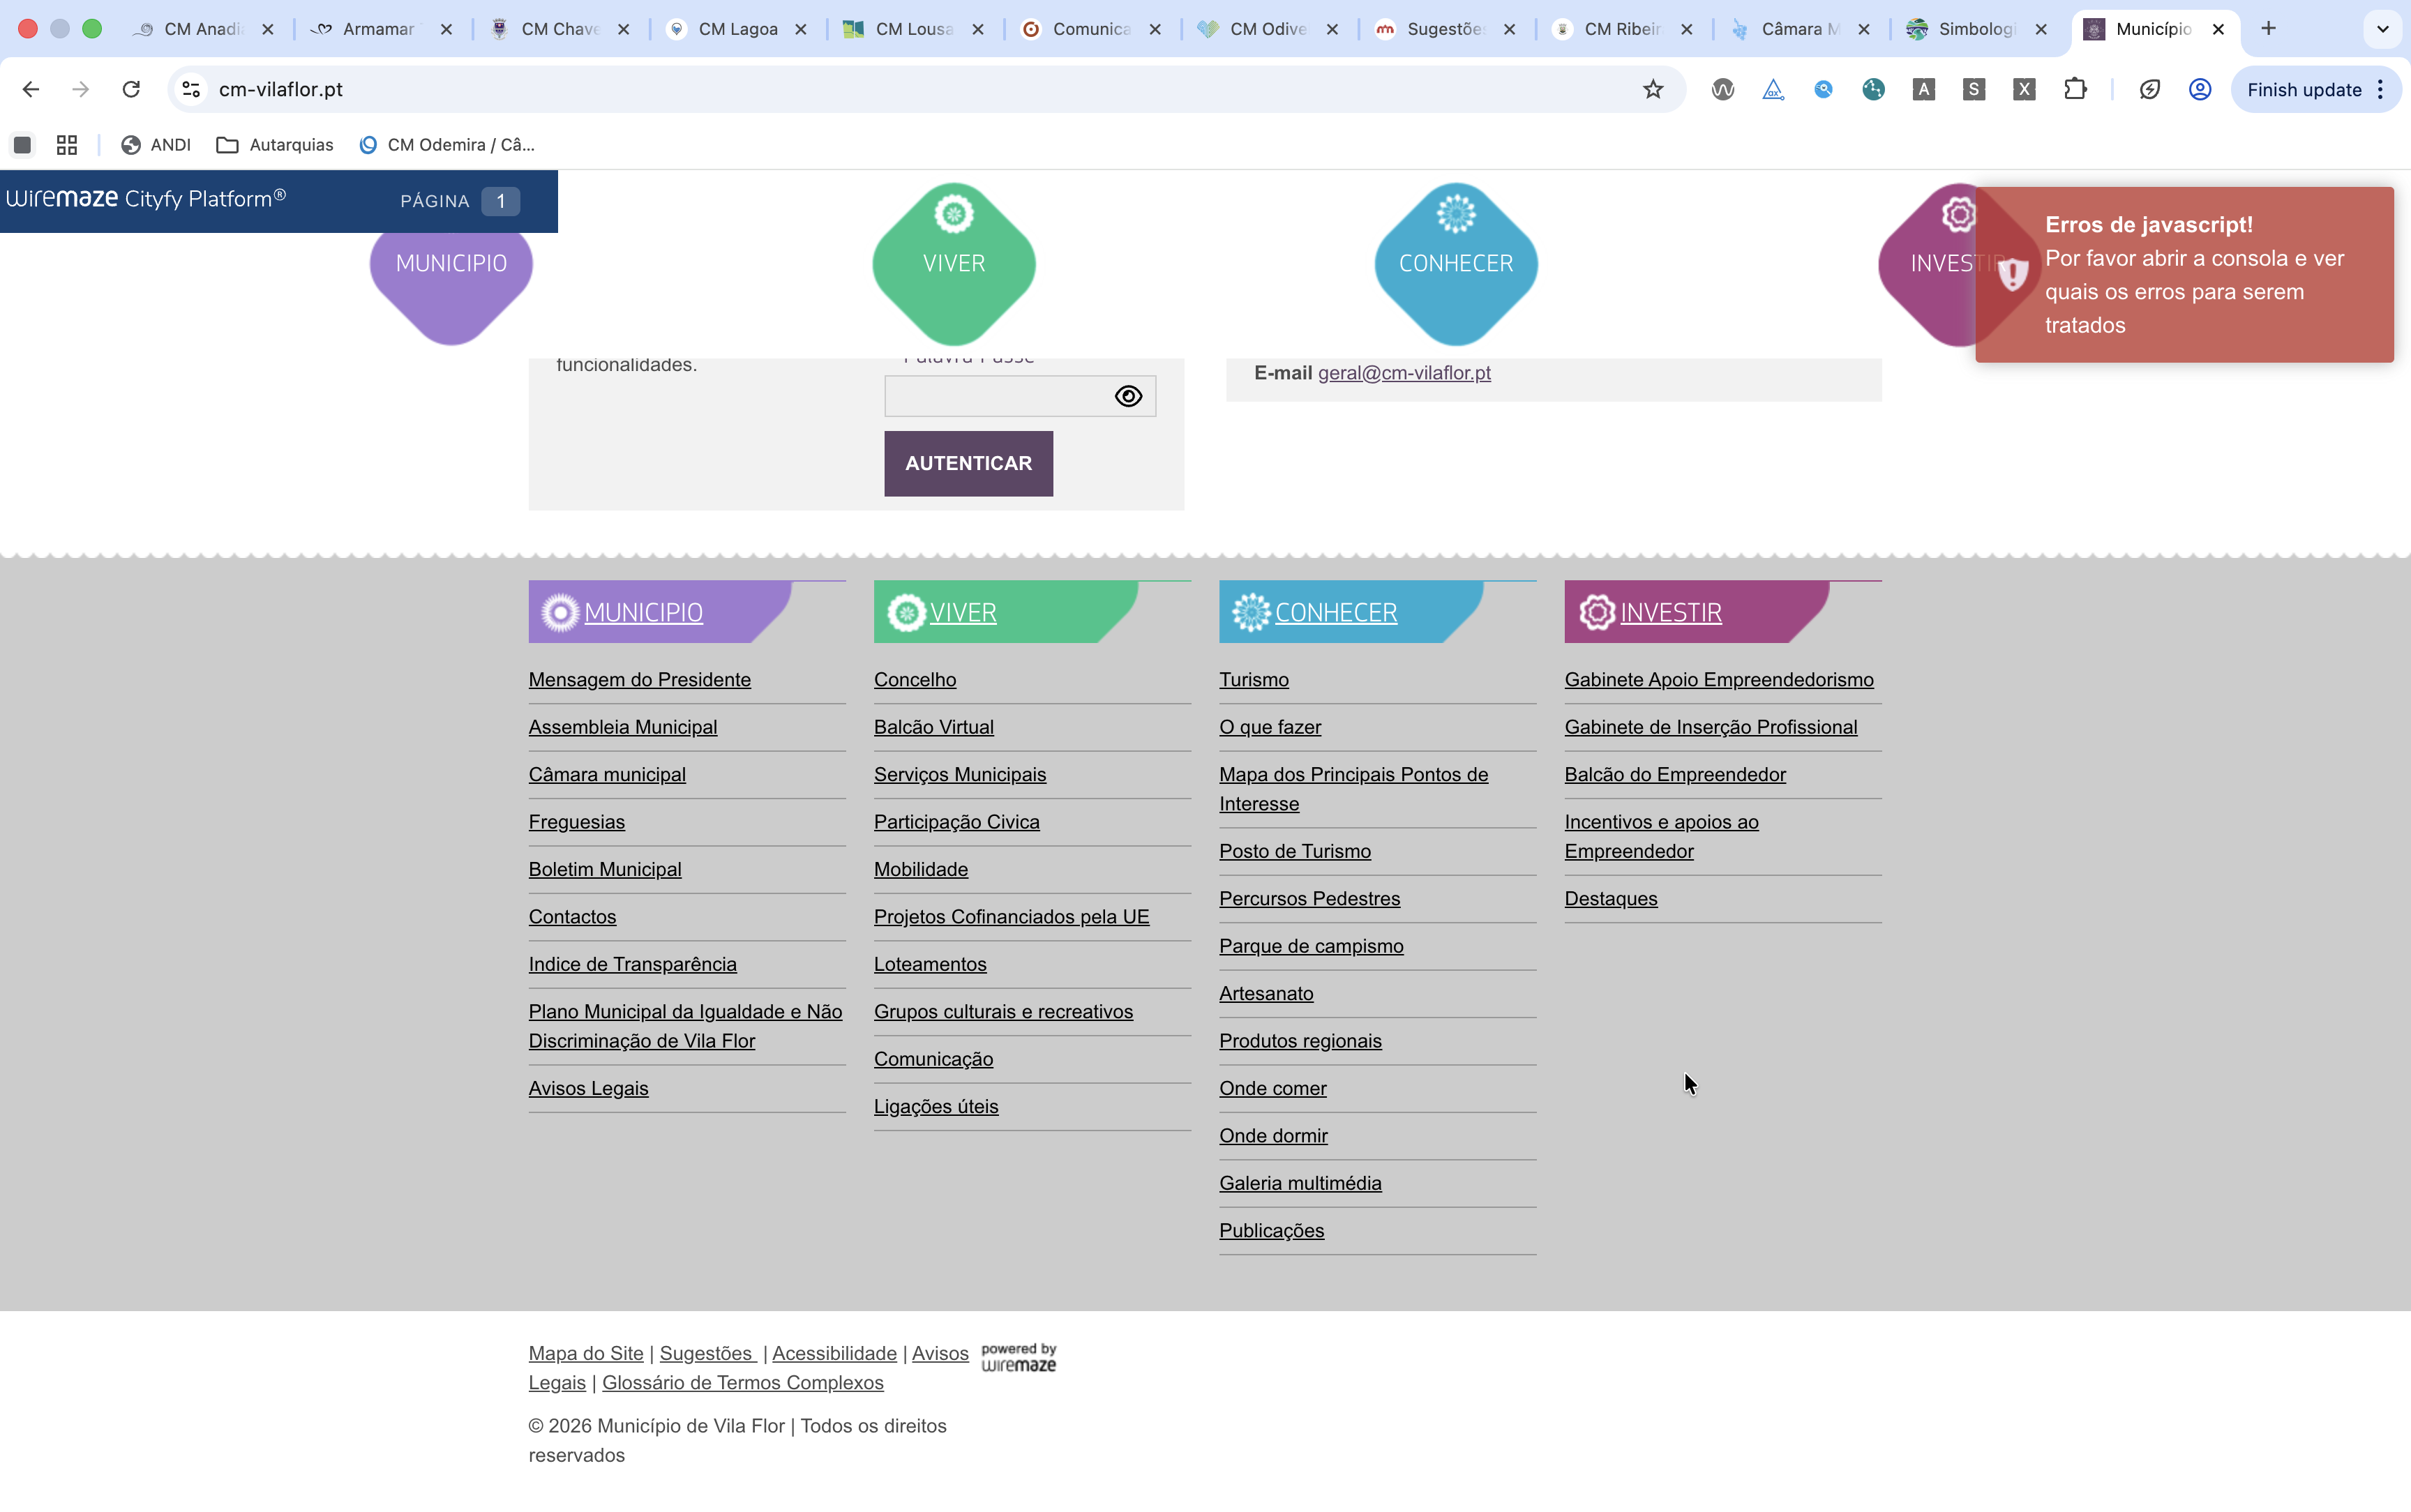 CM Anadi
Armamar
CM Chave
CM Lagoa
CM Lousa
Comunica
CM Odive
Sugestões
CM Ribeir
Câmara M
Simbologi
Município
cm-vilaflor.pt
Finish update
ANDI
Autarquias
CM Odemira / Câ...
wiremaze Cityfy Platform®
PÁGINA 1
MUNICIPIO
VIVER
CONHECER
INVESTIR
Erros de javascript!
Por favor abrir a consola e ver
quais os erros para serem
tratados
funcionalidades.
Palavra Passe
AUTENTICAR
E-mail geral@cm-vilaflor.pt
MUNICIPIO
Mensagem do Presidente
Assembleia Municipal
Câmara municipal
Freguesias
Boletim Municipal
Contactos
Indice de Transparência
Plano Municipal da Igualdade e Não
Discriminação de Vila Flor
Avisos Legais
VIVER
Concelho
Balcão Virtual
Serviços Municipais
Participação Civica
Mobilidade
Projetos Cofinanciados pela UE
Loteamentos
Grupos culturais e recreativos
Comunicação
Ligações úteis
CONHECER
Turismo
O que fazer
Mapa dos Principais Pontos de
Interesse
Posto de Turismo
Percursos Pedestres
Parque de campismo
Artesanato
Produtos regionais
Onde comer
Onde dormir
Galeria multimédia
Publicações
INVESTIR
Gabinete Apoio Empreendedorismo
Gabinete de Inserção Profissional
Balcão do Empreendedor
Incentivos e apoios ao
Empreendedor
Destaques
Mapa do Site | Sugestões | Acessibilidade | Avisos
Legais | Glossário de Termos Complexos
powered by
wiremaze
© 2026 Município de Vila Flor | Todos os direitos
reservados